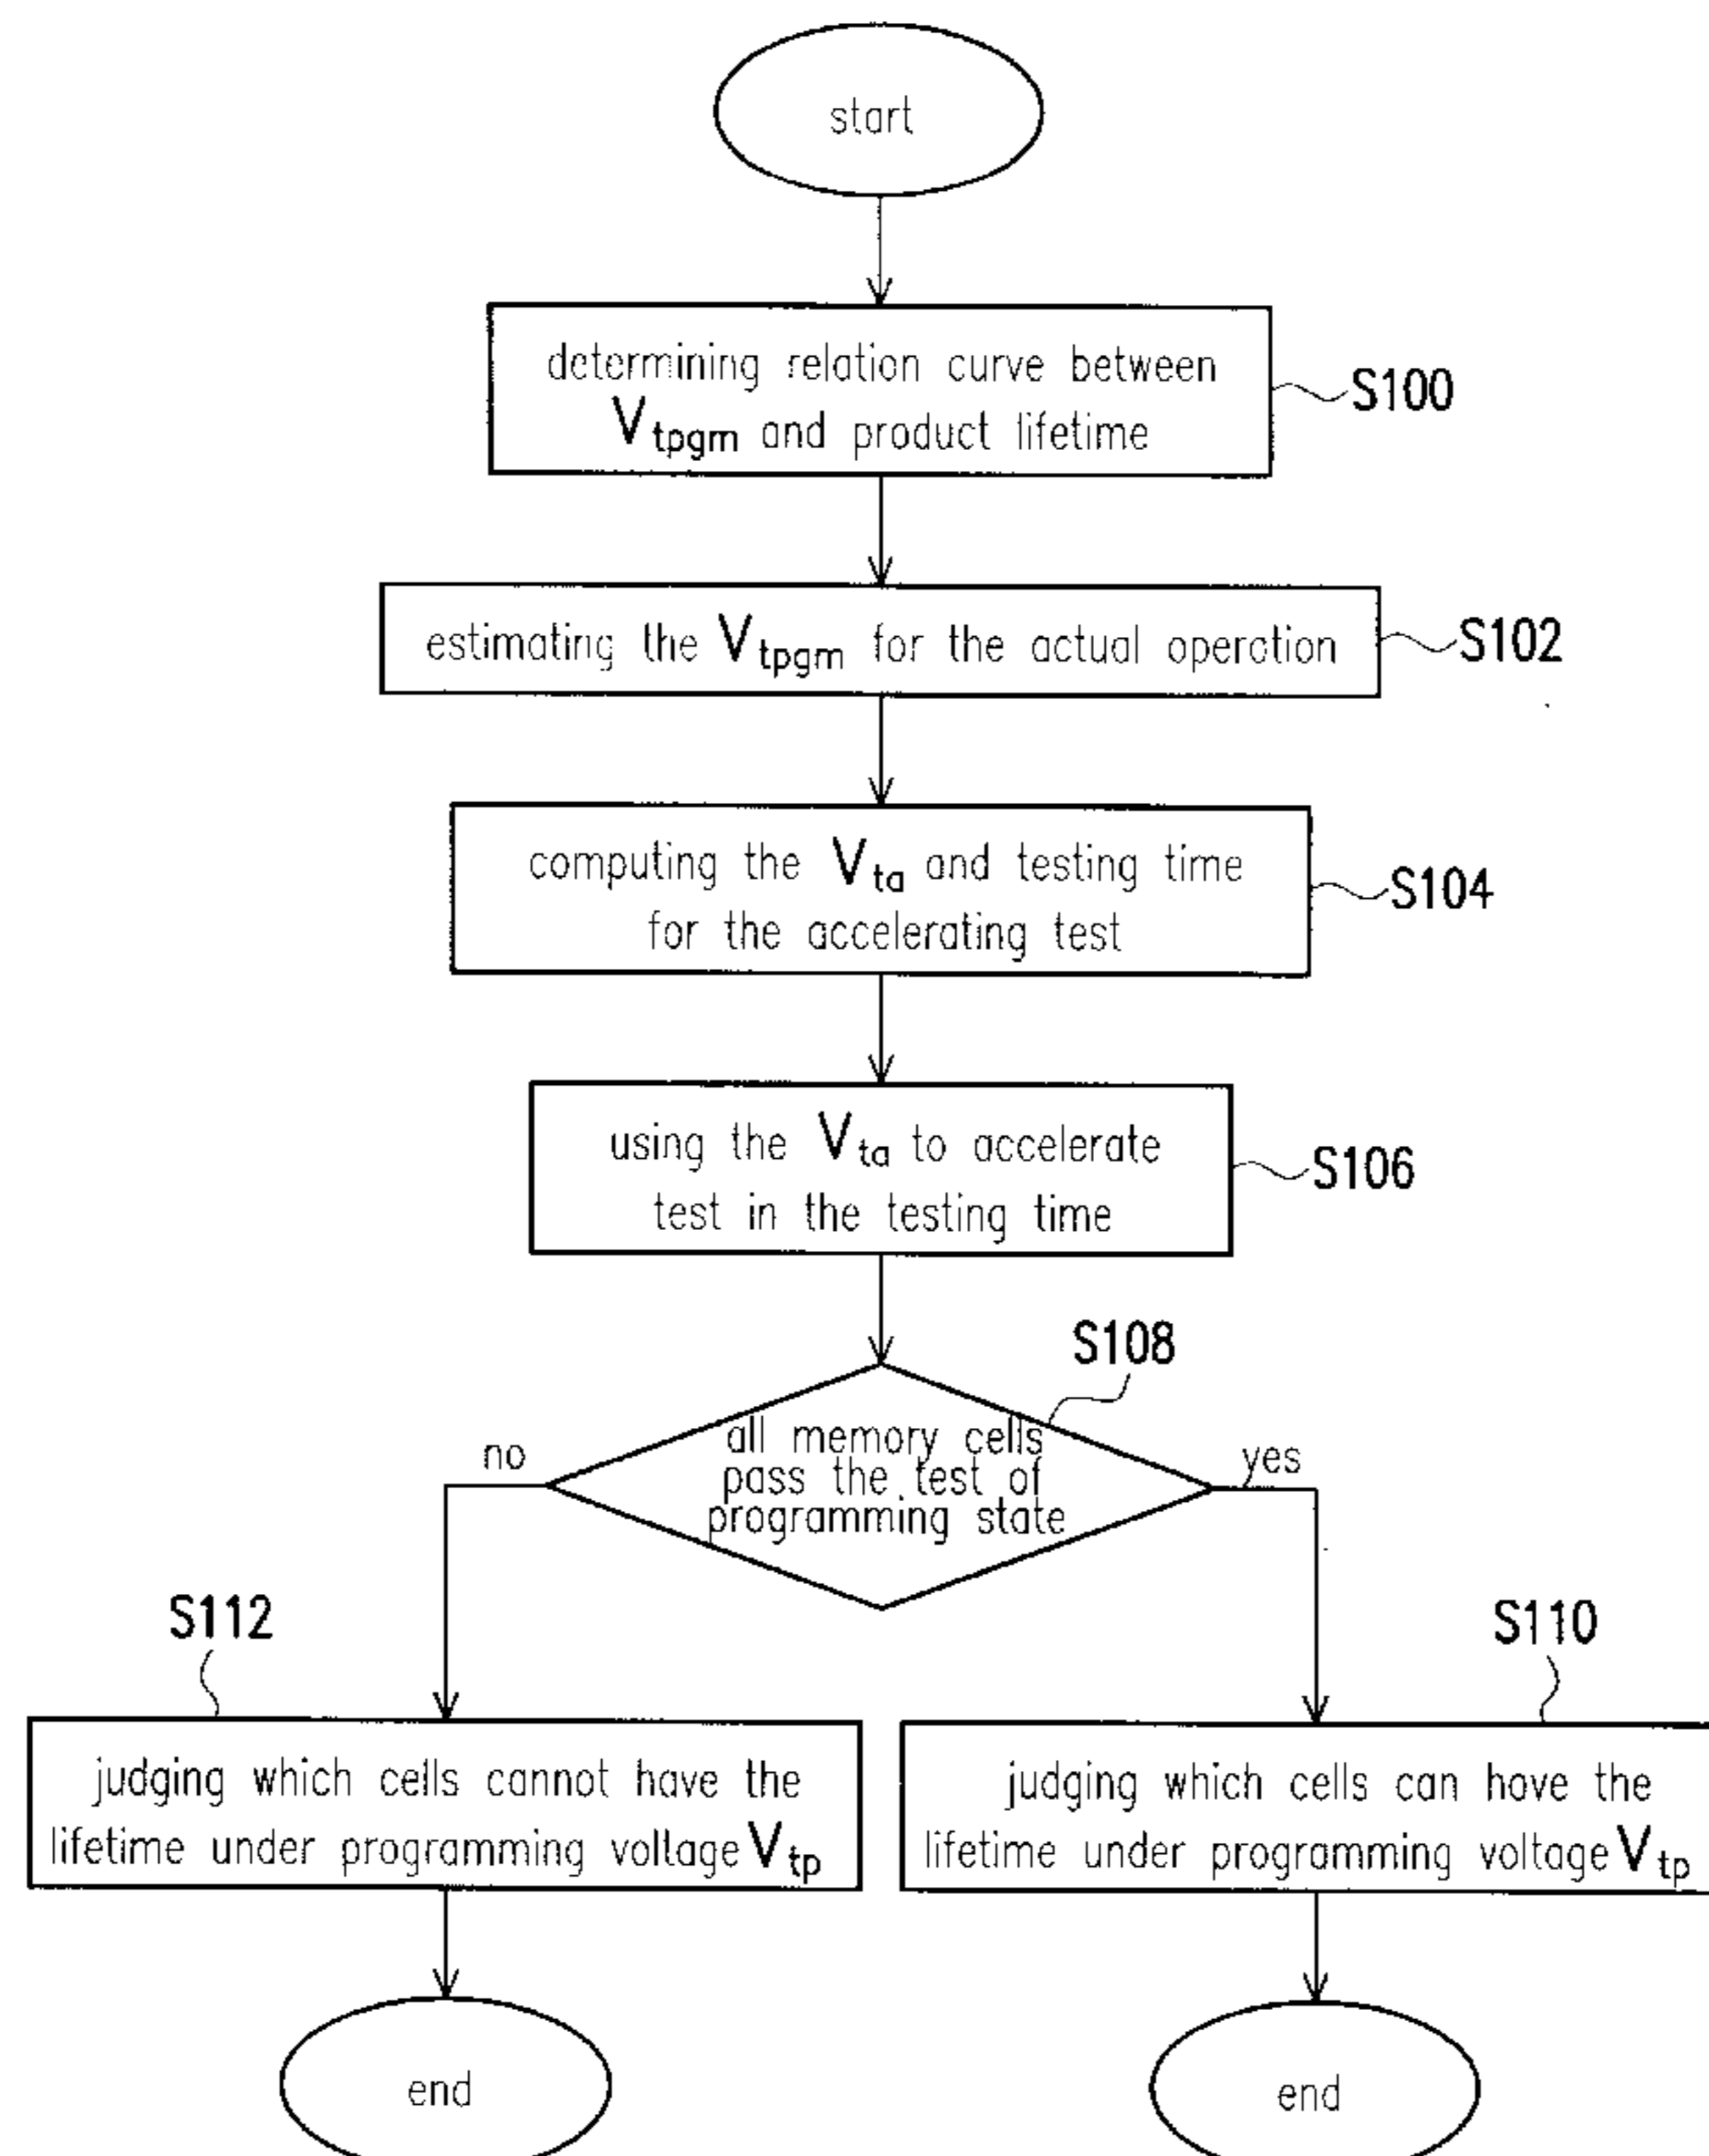 start
determining relation curve between
Vtpgm and product lifetime
S100
estimating the Vtpgm for the actual operation
S102
computing the Vta and testing time
for the accelerating test
S104
using the Vta to accelerate
test in the testing time
S106
S108
all memory cells
pass the test of
programming state
no
yes
S112
S110
judging which cells cannot have the
lifetime under programming voltage Vtp
judging which cells can have the
lifetime under programming voltage Vtp
end
end